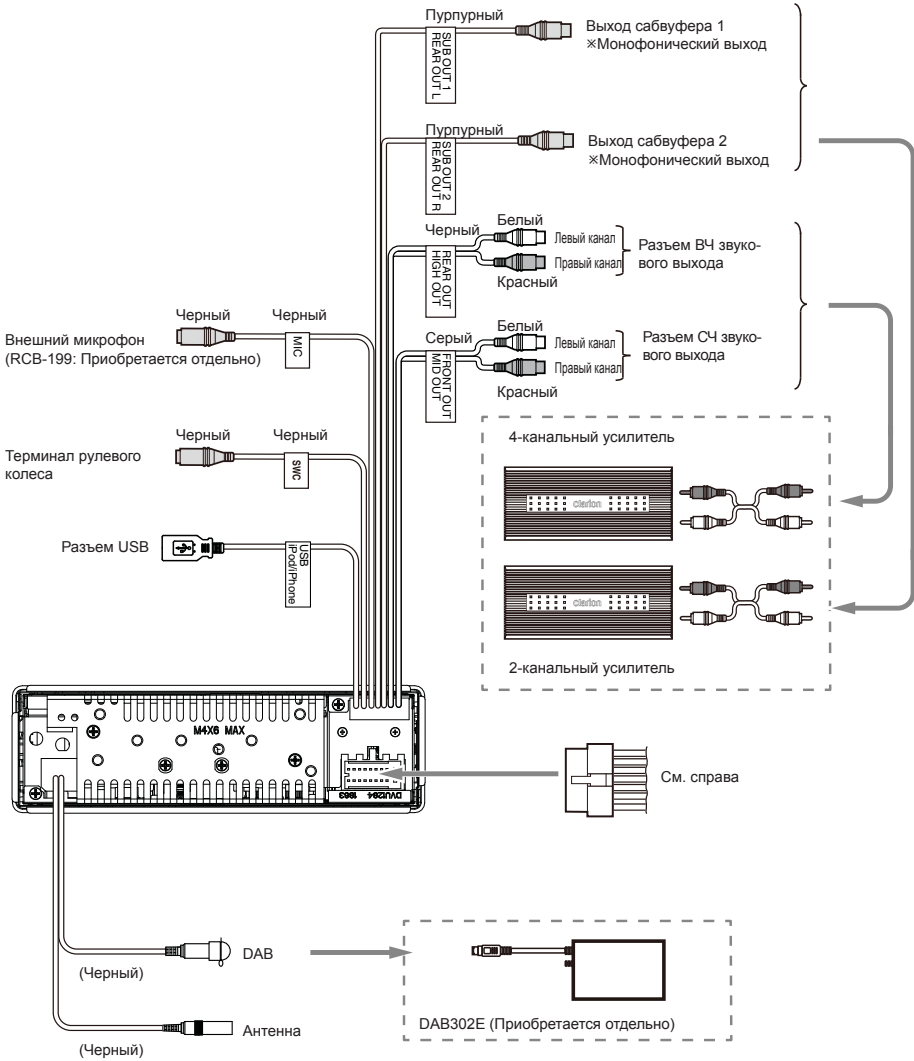 Пурпурный
SUB OUT 1
REAR OUT L
Выход сабвуфера 1
※Монофонический выход
Пурпурный
SUB OUT 2
REAR OUT R
Выход сабвуфера 2
※Монофонический выход
Белый
Черный
REAR OUT
HIGH OUT
Левый канал
Правый канал
Разъем ВЧ звуко-
вого выхода
Красный
Белый
Серый
FRONT OUT
MID OUT
Левый канал
Правый канал
Разъем СЧ звуко-
вого выхода
Красный
Черный
Черный
MIC
Внешний микрофон
(RCB-199: Приобретается отдельно)
Черный
Черный
SWC
Терминал рулевого
колеса
Разъем USB
USB
iPod/iPhone
4-канальный усилитель
clarion
clarion
2-канальный усилитель
M4X6 MAX
1993
DVU1294
См. справа
DAB
(Черный)
Антенна
(Черный)
DAB302E (Приобретается отдельно)